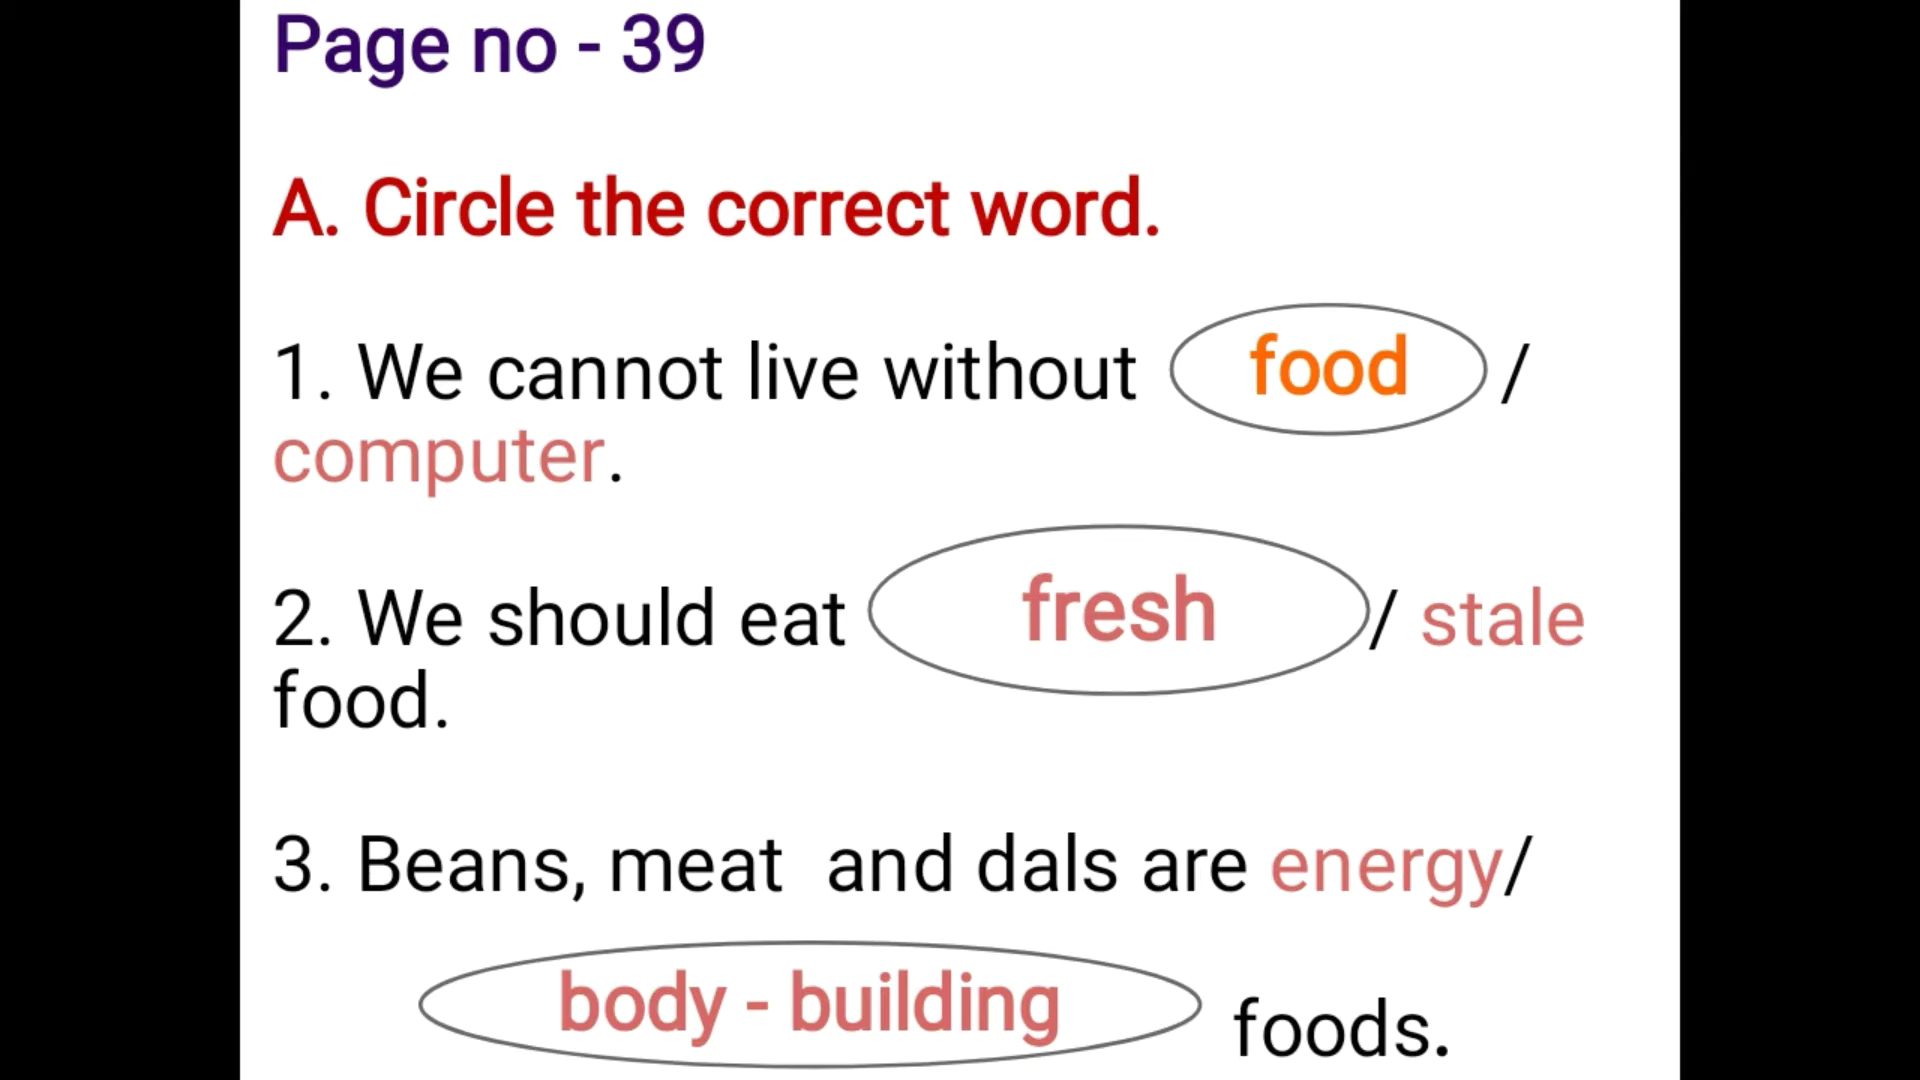 Page no - 39
A. Circle the correct word.
1. We cannot live without food /
computer.
2. We should eat fresh / stale
food.
3. Beans, meat  and dals are energy/
body - building foods.